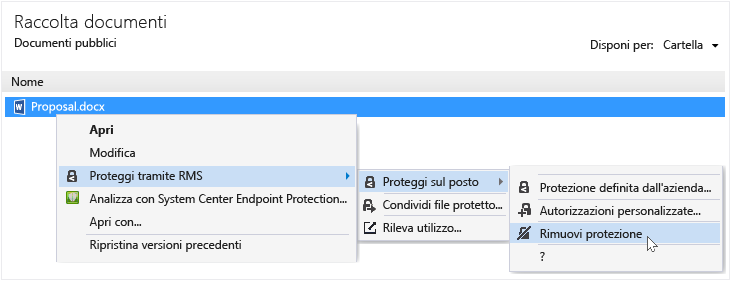 Raccolta documenti
Documenti pubblici
Disponi per: Cartella
Nome
Proposal.docx
Apri
Modifica
Proteggi tramite RMS
Analizza con System Center Endpoint Protection...
Apri con...
Ripristina versioni precedenti
Proteggi sul posto
Condividi file protetto...
Rileva utilizzo...
Protezione definita dall'azienda...
Autorizzazioni personalizzate...
Rimuovi protezione
?